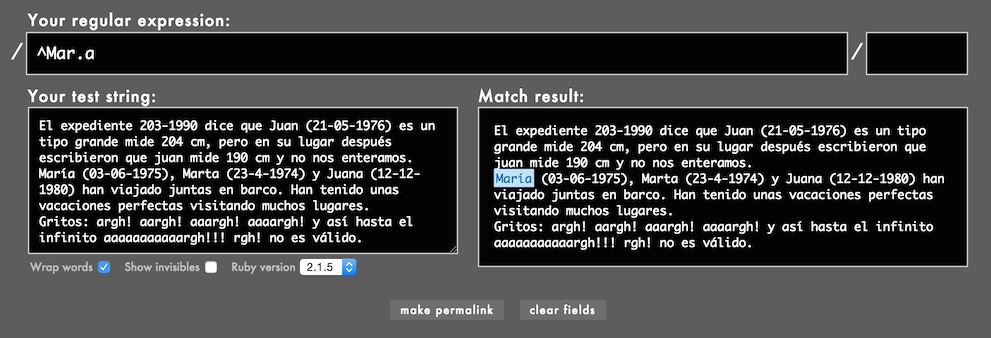 Your regular expression:
/ ^Mar.a /
Your test string:
El expediente 203-1990 dice que Juan (21-05-1976) es un
tipo grande mide 204 cm, pero en su lugar después
escribieron que juan mide 190 cm y no nos enteramos.
María (03-06-1975), Marta (23-4-1974) y Juana (12-12-
1980) han viajado juntas en barco. Han tenido unas
vacaciones perfectas visitando muchos lugares.
Gritos: argh! aargh! aaargh! aaaargh! y así hasta el
infinito aaaaaaaaaaargh!!! rgh! no es válido.
Wrap words Show invisibles Ruby version 2.1.5
Match result:
El expediente 203-1990 dice que Juan (21-05-1976) es un tipo
grande mide 204 cm, pero en su lugar después escribieron que
juan mide 190 cm y no nos enteramos.
María (03-06-1975), Marta (23-4-1974) y Juana (12-12-1980) han
viajado juntas en barco. Han tenido unas vacaciones perfectas
visitando muchos lugares.
Gritos: argh! aargh! aaargh! aaaargh! y así hasta el infinito
aaaaaaaaaaargh!!! rgh! no es válido.
make permalink clear fields